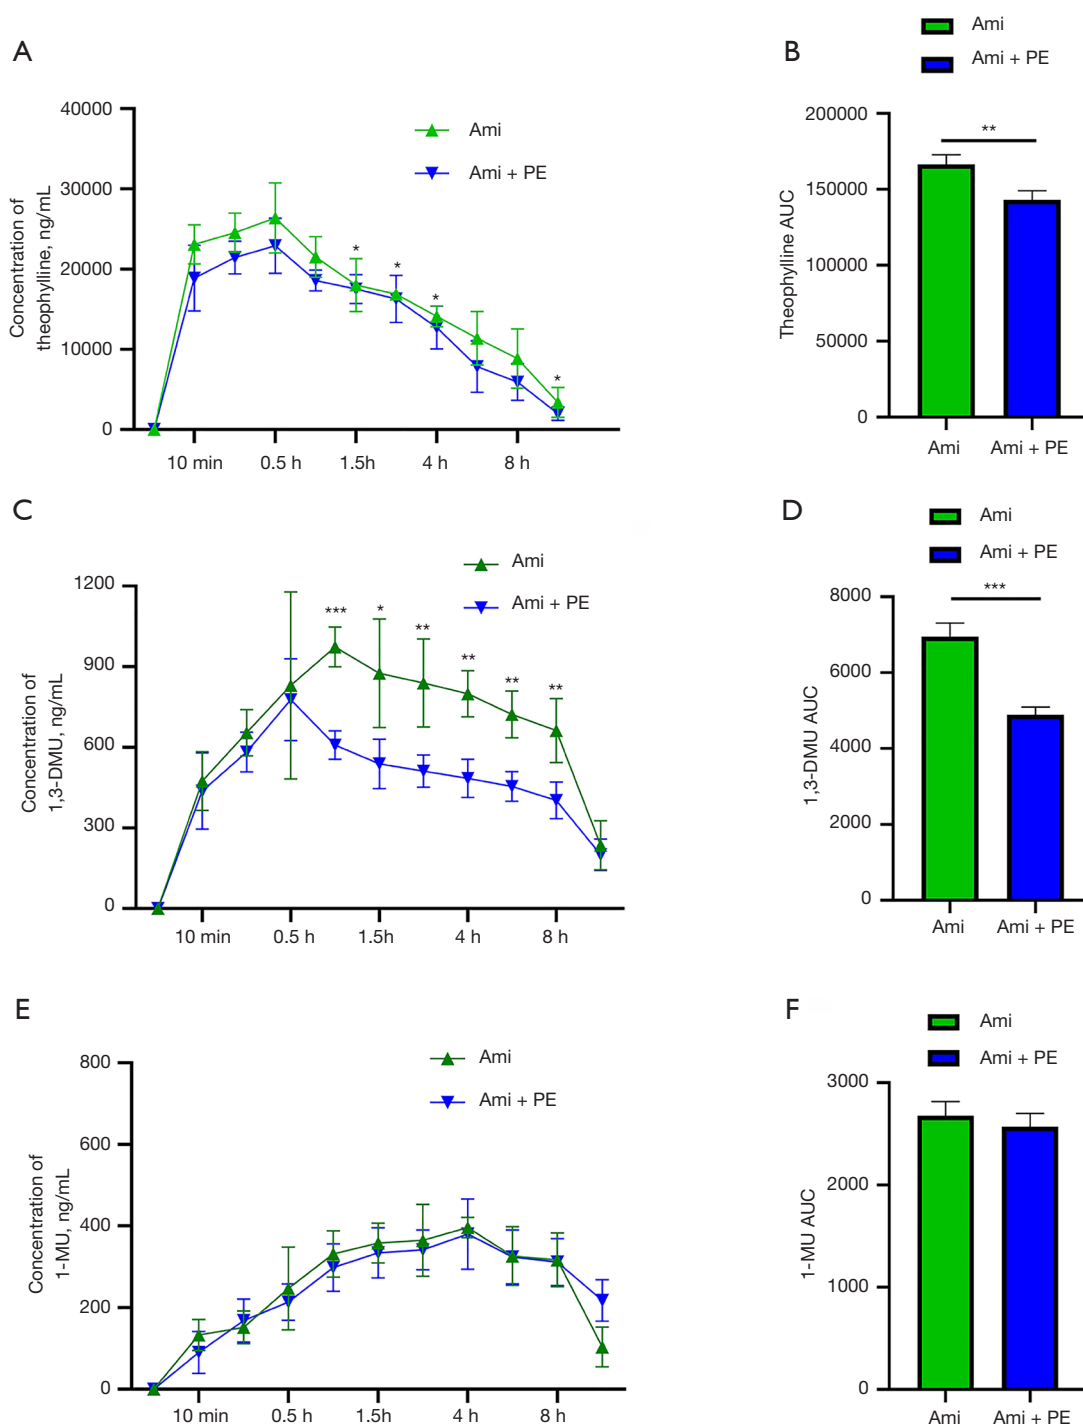 A
40000
30000
20000
10000
0
Concentration of
theophylline, ng/mL
Ami
Ami + PE
*
*
*
*
10 min
0.5 h
1.5h
4 h
8 h
B
Ami
Ami + PE
200000
150000
100000
50000
0
Theophylline AUC
**
Ami
Ami + PE
C
1200
900
600
300
0
Concentration of
1,3-DMU, ng/mL
Ami
Ami + PE
***
*
**
**
**
**
10 min
0.5 h
1.5h
4 h
8 h
D
Ami
Ami + PE
8000
6000
4000
2000
0
1,3-DMU AUC
***
Ami
Ami + PE
E
800
600
400
200
0
Concentration of
1-MU, ng/mL
Ami
Ami + PE
10 min
0.5 h
1.5h
4 h
8 h
F
Ami
Ami + PE
3000
2000
1000
0
1-MU AUC
Ami
Ami + PE